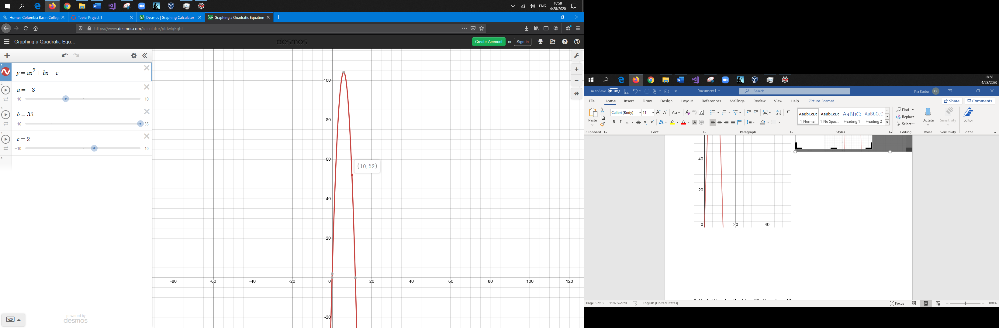 18:58
ENG
4/28/2020
Home : Columbia Basin Colleg
Topic: Project 1
Desmos | Graphing Calculator
Graphing a Quadratic Equation
https://www.desmos.com/calculator/pfdwlq5qht
Graphing a Quadratic Equ...
desmos
Create Account or Sign In
1
y = ax² + bx + c
2
a = −3
−10 10
3
b = 35
−10 35
4
c = 2
−10 10
5
powered by
desmos
100
80
60
(10, 52)
40
20
-80 -60 -40 -20 0 20 40 60 80 100 120
-20
18:58
4/28/2020
AutoSave Off
Document1
Search
Kia Kaiba KK
File Home Insert Draw Design Layout References Mailings Review View Help Picture Format
Share Comments
Paste
Calibri (Body) 11
AaBbCcDc AaBbCcDc AaBbCc AaBbCcE
¶ Normal ¶ No Spac... Heading 1 Heading 2
Find
Replace
Select
Dictate Sensitivity Editor
Clipboard Font Paragraph Styles Editing Voice Sensitivity Editor
40
20
0 20 40
Page 5 of 8 1197 words English (United States)
Focus 100%